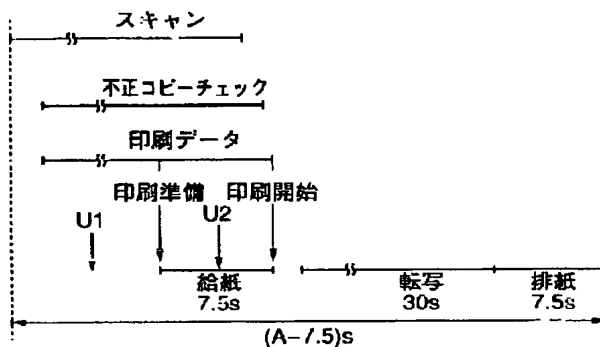 スキャン
不正コピーチェック
印刷データ
印刷準備 印刷開始
U1 U2
給紙 転写 排紙
7.5s 30s 7.5s
(A-7.5)s